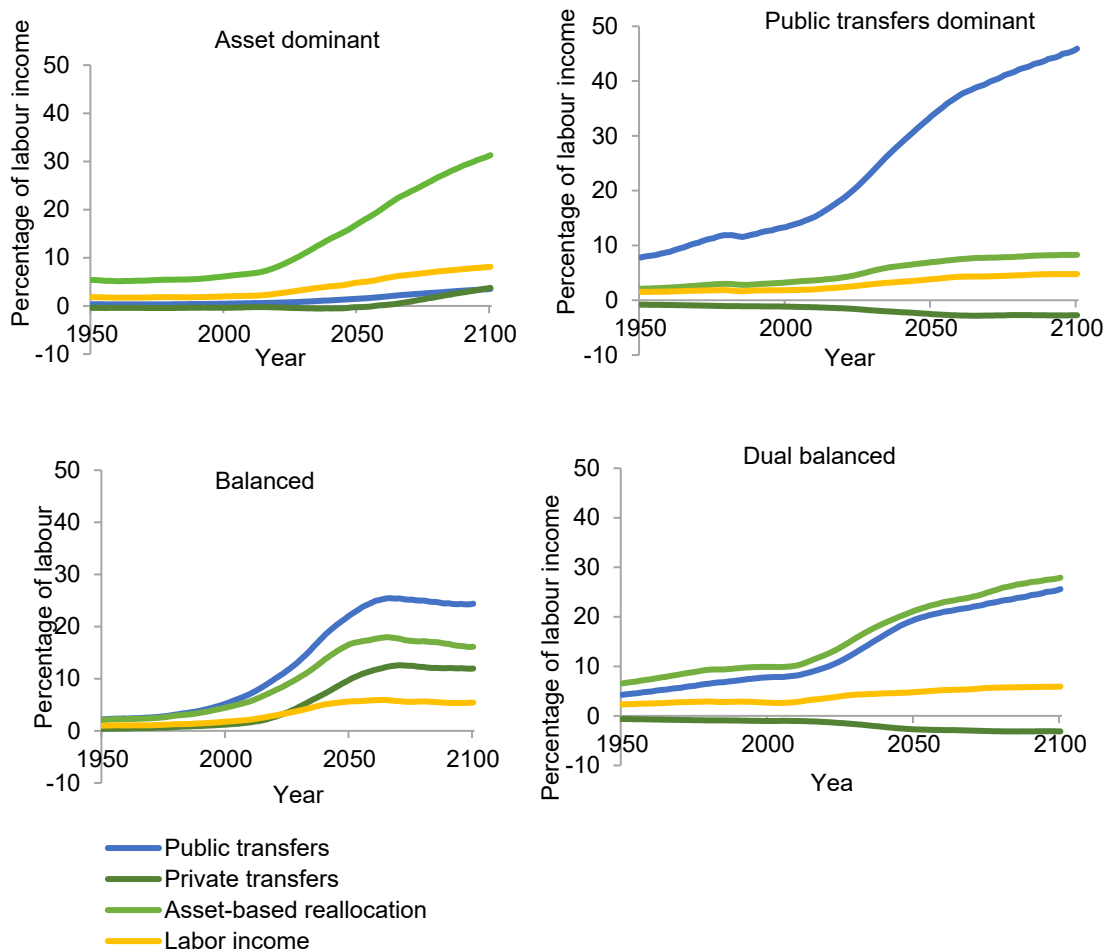 Asset dominant
Percentage of labour income
50
40
30
20
10
0
-10
1950
2000
2050
2100
Year
Public transfers dominant
Percentage of labour income
50
40
30
20
10
0
-10
1950
2000
2050
2100
Year
Balanced
Percentage of labour
50
40
30
20
10
0
-10
1950
2000
2050
2100
Year
Dual balanced
Percentage of labour income
50
40
30
20
10
0
-10
1950
2000
2050
2100
Yea
Public transfers
Private transfers
Asset-based reallocation
Labor income